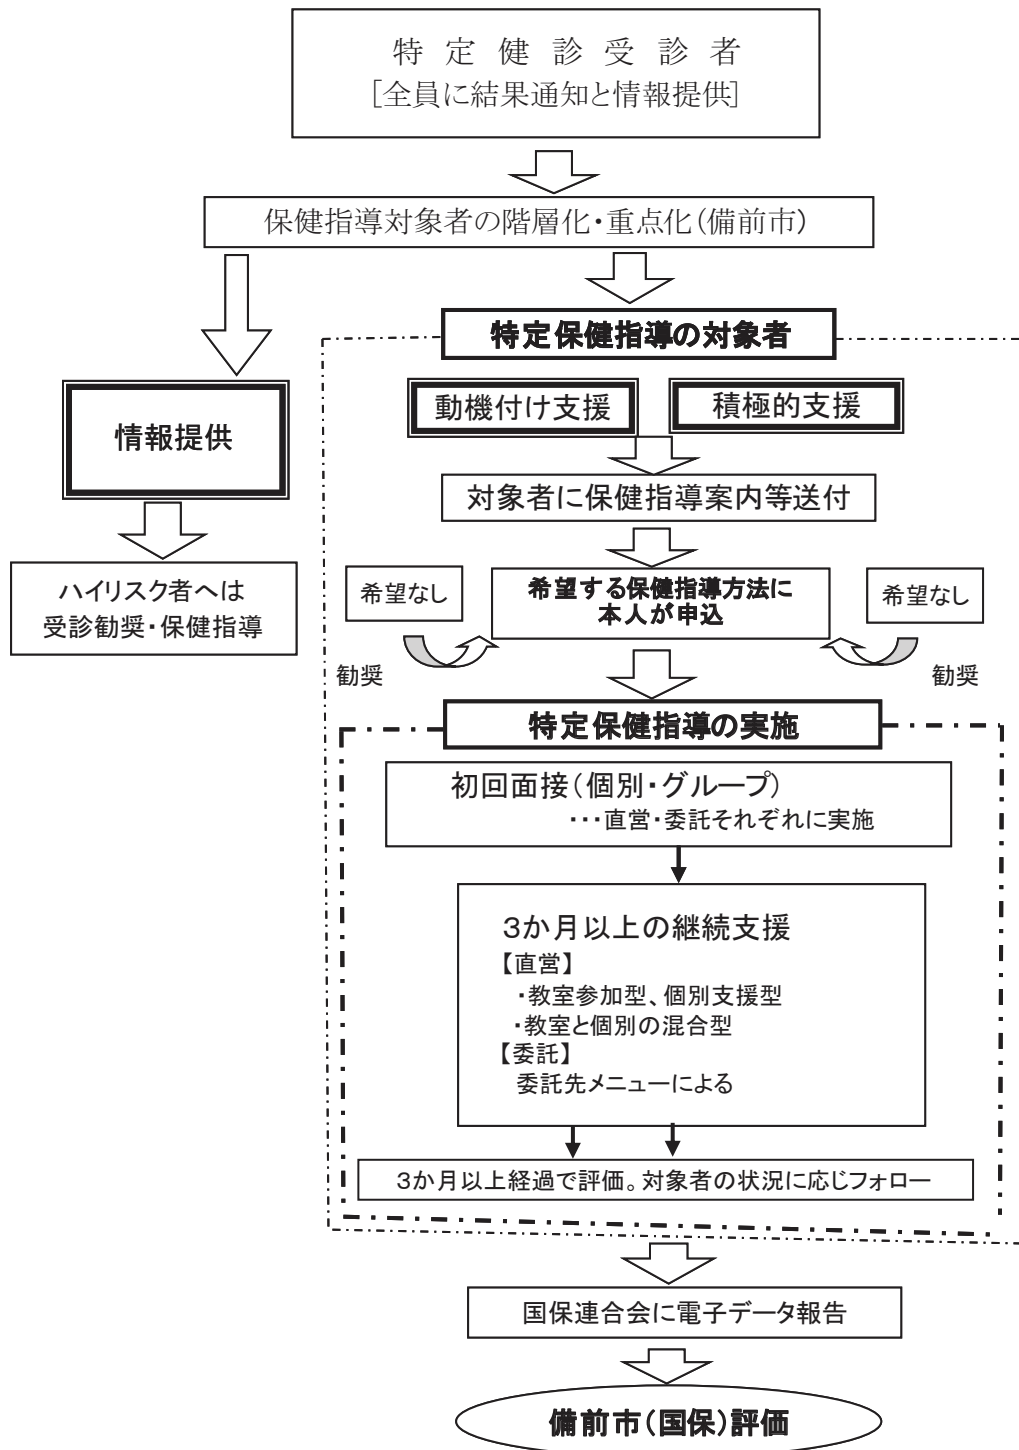 特定健診受診者
[全員に結果通知と情報提供]
保健指導対象者の階層化・重点化（備前市）
特定保健指導の対象者
動機付け支援
積極的支援
情報提供
対象者に保健指導案内等送付
ハイリスク者へは
受診勧奨・保健指導
希望なし
希望する保健指導方法に
本人が申込
希望なし
勧奨
勧奨
特定保健指導の実施
初回面接（個別・グループ）
・・・直営・委託それぞれに実施
３か月以上の継続支援
【直営】
・教室参加型、個別支援型
・教室と個別の混合型
【委託】
委託先メニューによる
３か月以上経過で評価。対象者の状況に応じフォロー
国保連合会に電子データ報告
備前市（国保）評価